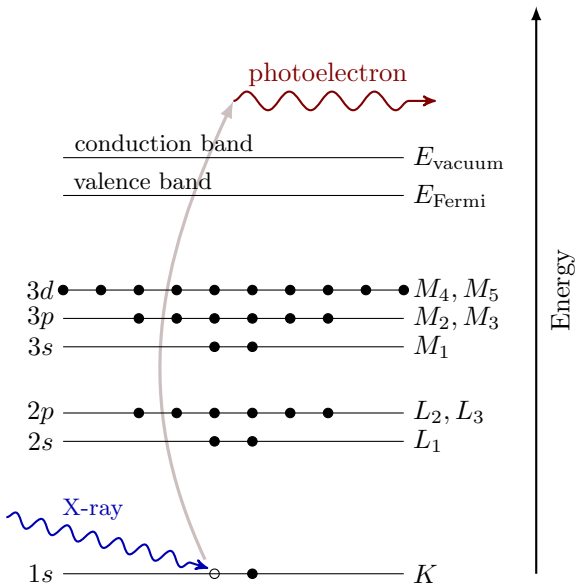 photoelectron
conduction band
E_vacuum
valence band
E_Fermi
3d
M_4, M_5
3p
M_2, M_3
3s
M_1
2p
L_2, L_3
2s
L_1
X-ray
1s
K
Energy